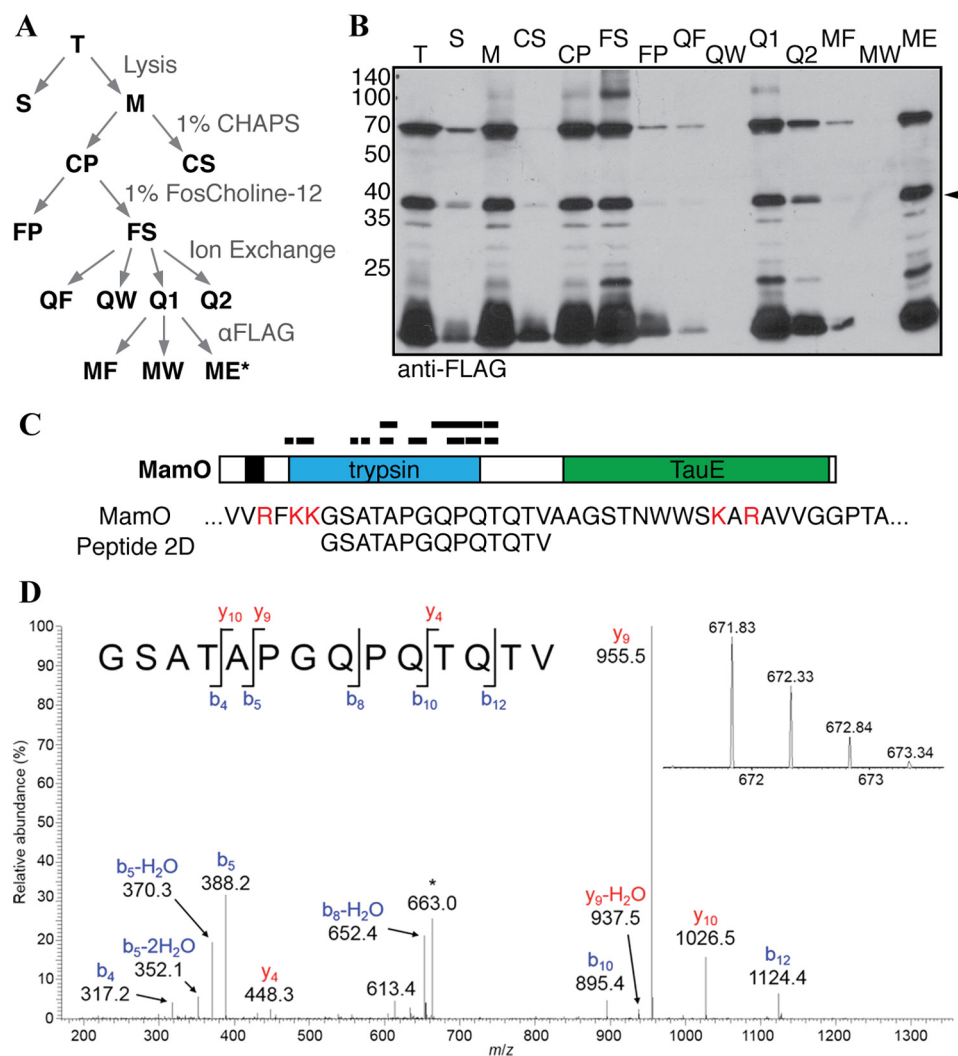 A
T
Lysis
S
M
1% CHAPS
CP
CS
1% FosCholine-12
FP
FS
Ion Exchange
QF QW Q1 Q2
αFLAG
MF MW ME*
B
T S M CS CP FS FP QF QW Q1 Q2 MF MW ME
140
100
70
50
40
35
25
anti-FLAG
C
MamO
trypsin
TauE
MamO ...VVRFKKGSATAPGQPQTQTVAAGSTNWWSKARAVVGGPTA...
Peptide 2D GSATAPGQPQTQTV
D
y10 y9 y4
G S A T A P G Q P Q T Q T V
b4 b5 b8 b10 b12
Relative abundance (%)
100
90
80
70
60
50
40
30
20
10
0
b4
317.2
b5-2H2O
352.1
b5-H2O
370.3
b5
388.2
y4
448.3
613.4
b8-H2O
652.4
*
663.0
b10
895.4
y9-H2O
937.5
y9
955.5
y10
1026.5
b12
1124.4
671.83
672.33
672.84
673.34
672 673
200 300 400 500 600 700 800 900 1000 1100 1200 1300
m/z